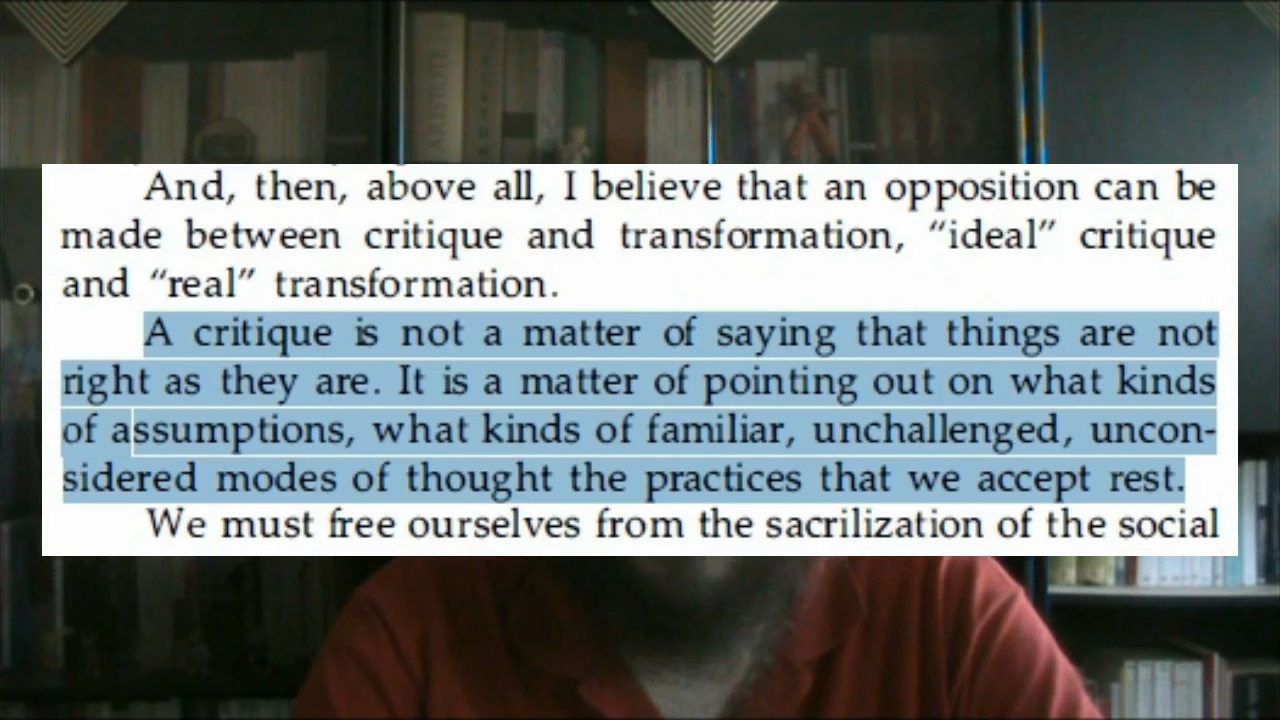 ARISTOTE
And, then, above all, I believe that an opposition can be
made between critique and transformation, “ideal” critique
and “real” transformation.
A critique is not a matter of saying that things are not
right as they are. It is a matter of pointing out on what kinds
of assumptions, what kinds of familiar, unchallenged, uncon-
sidered modes of thought the practices that we accept rest.
We must free ourselves from the sacrilization of the social